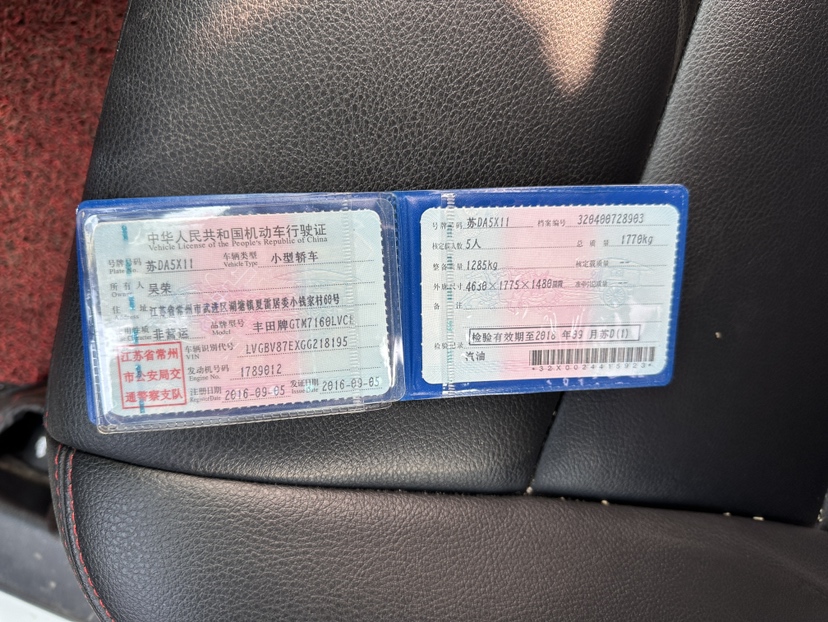 中华人民共和国机动车行驶证
Vehicle License of the People's Republic of China
号牌号码 苏DA5X11 车辆类型 小型轿车
Plate No. Vehicle Type
所有人 吴荣
Owner
住址 江苏省常州市武进区湖塘镇夏雷居委小钱家村60号
使用性质 非营运 品牌型号 丰田牌GTM7160LVC
Model
江苏省常州
市公安局交
通警察支队
车辆识别代号 LVGBV87EXGG218195
VIN
发动机号码 1789012
Engine No.
注册日期 2016-09-05 发证日期 2016-09-05
Register Date Issue Date
号牌号码 苏DA5X11 档案编号 320400728903
核定载人数 5人 总质量 1770kg
整备质量 1285kg 核定载质量 --
外廓尺寸 4630×1775×1480 准牵引总质量 --
备注
检验有效期至2018年09月苏D(1)
检验记录
汽油